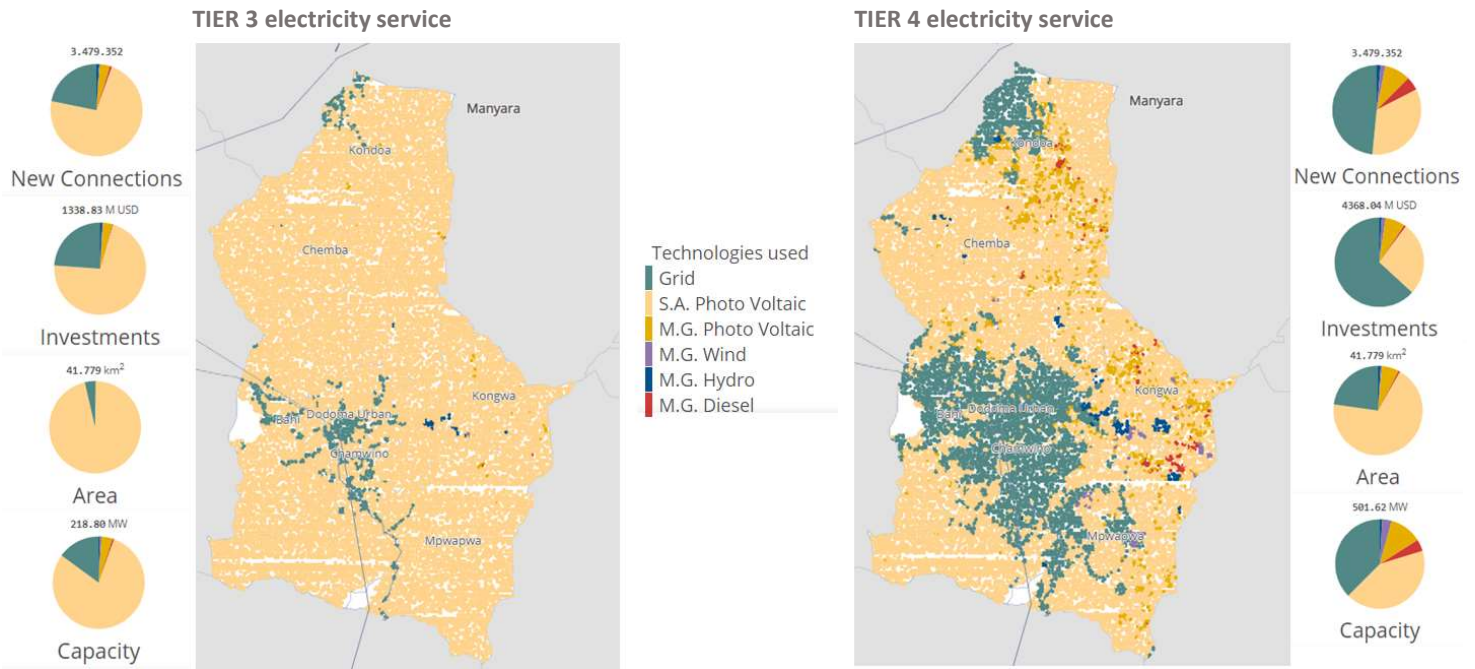 TIER 3 electricity service
TIER 4 electricity service
3.479.352
New Connections
1338.83 M USD
Investments
41.779 km²
Area
218.80 MW
Capacity
Manyara
Kondoa
Chemba
Kongwa
Bahi
Dodoma Urban
Chamwino
Mpwapwa
Technologies used
Grid
S.A. Photo Voltaic
M.G. Photo Voltaic
M.G. Wind
M.G. Hydro
M.G. Diesel
Manyara
Kondoa
Chemba
Kongwa
Bahi
Dodoma Urban
Chamwino
Mpwapwa
3.479.352
New Connections
4368.04 M USD
Investments
41.779 km²
Area
501.62 MW
Capacity